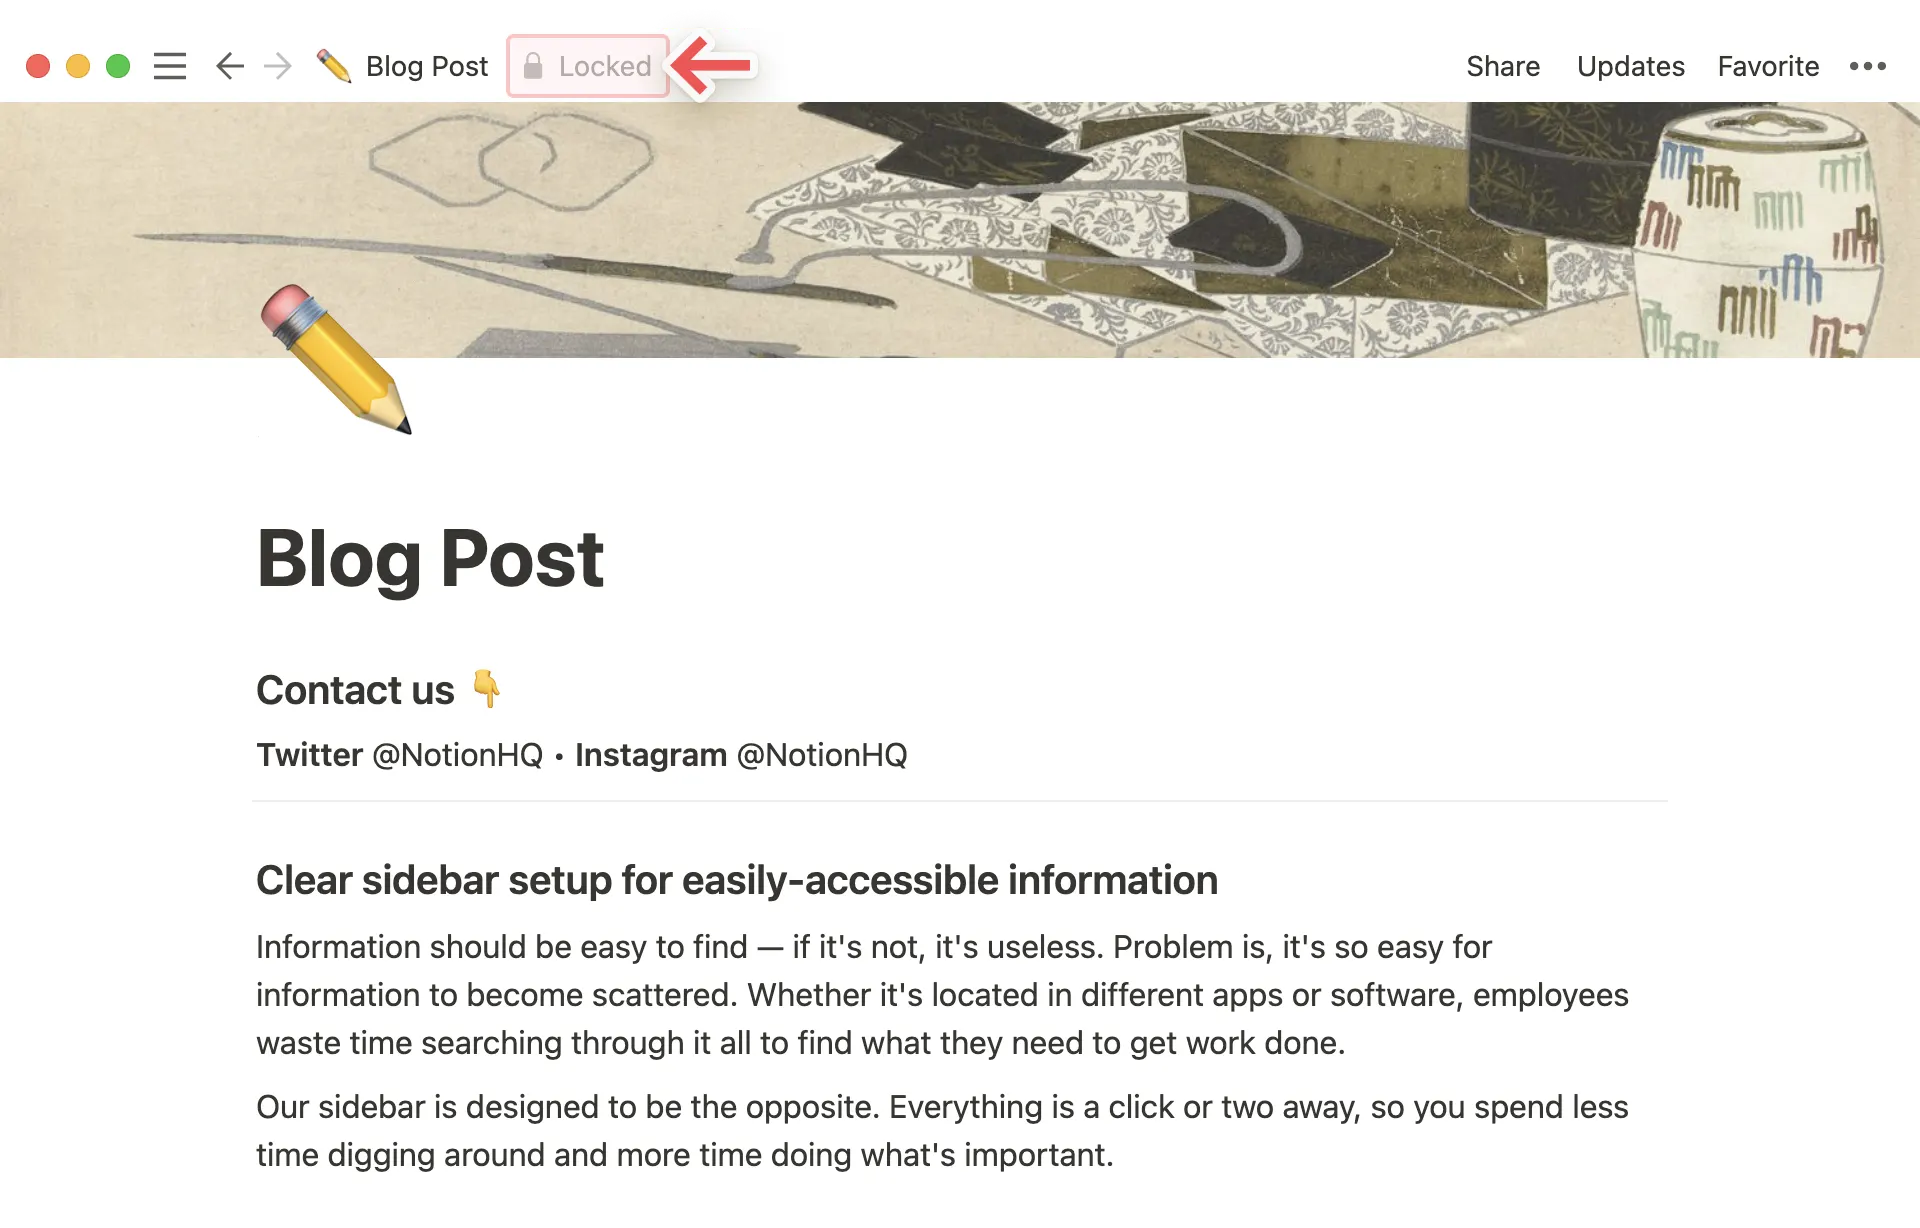 Blog Post Locked Share Updates Favorite
Blog Post
Contact us 👇
Twitter @NotionHQ • Instagram @NotionHQ
Clear sidebar setup for easily-accessible information
Information should be easy to find — if it's not, it's useless. Problem is, it's so easy for
information to become scattered. Whether it's located in different apps or software, employees
waste time searching through it all to find what they need to get work done.
Our sidebar is designed to be the opposite. Everything is a click or two away, so you spend less
time digging around and more time doing what's important.